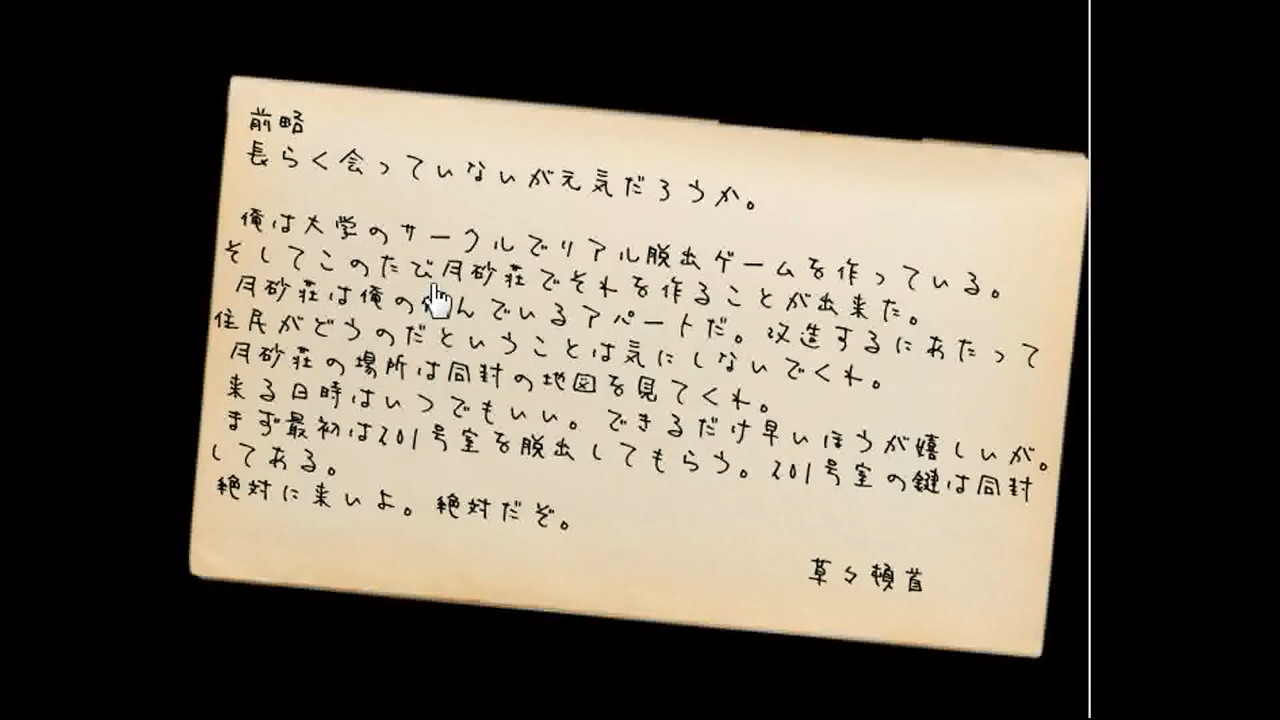 前略
長らく会っていないが元気だろうか。
俺は大学のサークルでリアル脱出ゲームを作っている。
そしてこのたび月砂荘でそれを作ることが出来た。
月砂荘は俺の んでいるアパートだ。改造するにあたって
住民がどうのだということは気にしないでくれ。
月砂荘の場所は同封の地図を見てくれ。
来る日時はいつでもいい。できるだけ早いほうが嬉しいが。
まず最初は201号室を脱出してもらう。201号室の鍵は同封
してある。
絶対に来いよ。絶対だぞ。
草々頓首